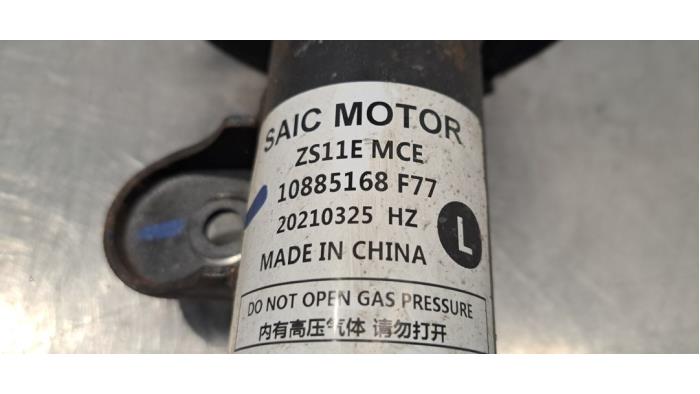 SAIC MOTOR
ZS11E MCE
10885168 F77
20210325 HZ
L
MADE IN CHINA
DO NOT OPEN GAS PRESSURE
内有高压气体 请勿打开